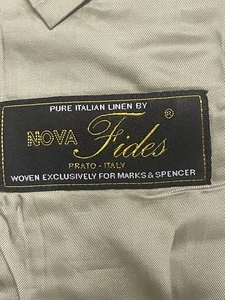 PURE ITALIAN LINEN BY
NOVA Fides ®
PRATO - ITALY
WOVEN EXCLUSIVELY FOR MARKS & SPENCER